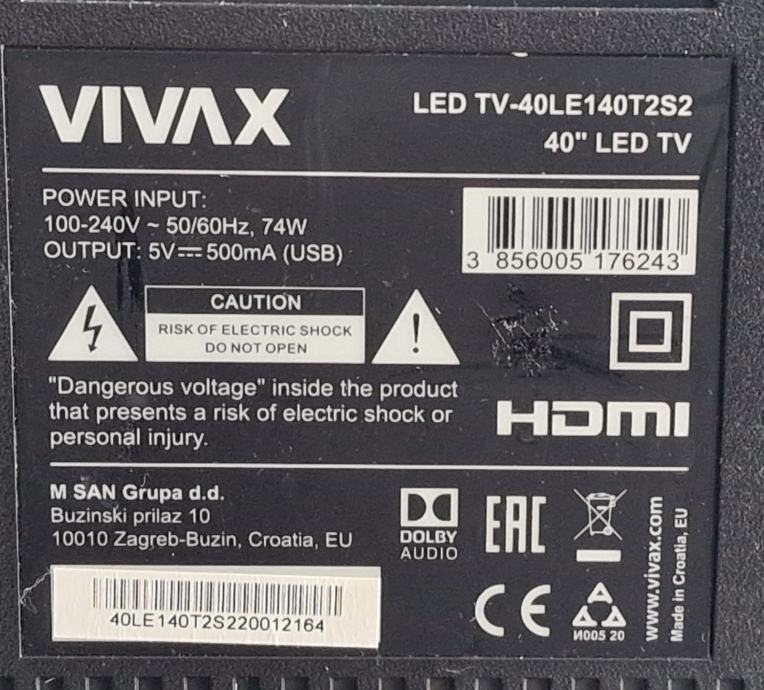 VIVAX
LED TV-40LE140T2S2
40" LED TV
POWER INPUT:
100-240V ~ 50/60Hz, 74W
OUTPUT: 5V⎓500mA (USB)
3 856005 176243
CAUTION
RISK OF ELECTRIC SHOCK
DO NOT OPEN
"Dangerous voltage" inside the product
that presents a risk of electric shock or
personal injury.
HDMI
M SAN Grupa d.d.
Buzinski prilaz 10
10010 Zagreb-Buzin, Croatia, EU
DOLBY
AUDIO
EAC
CE
И005 20
www.vivax.com
Made in Croatia, EU
40LE140T2S220012164